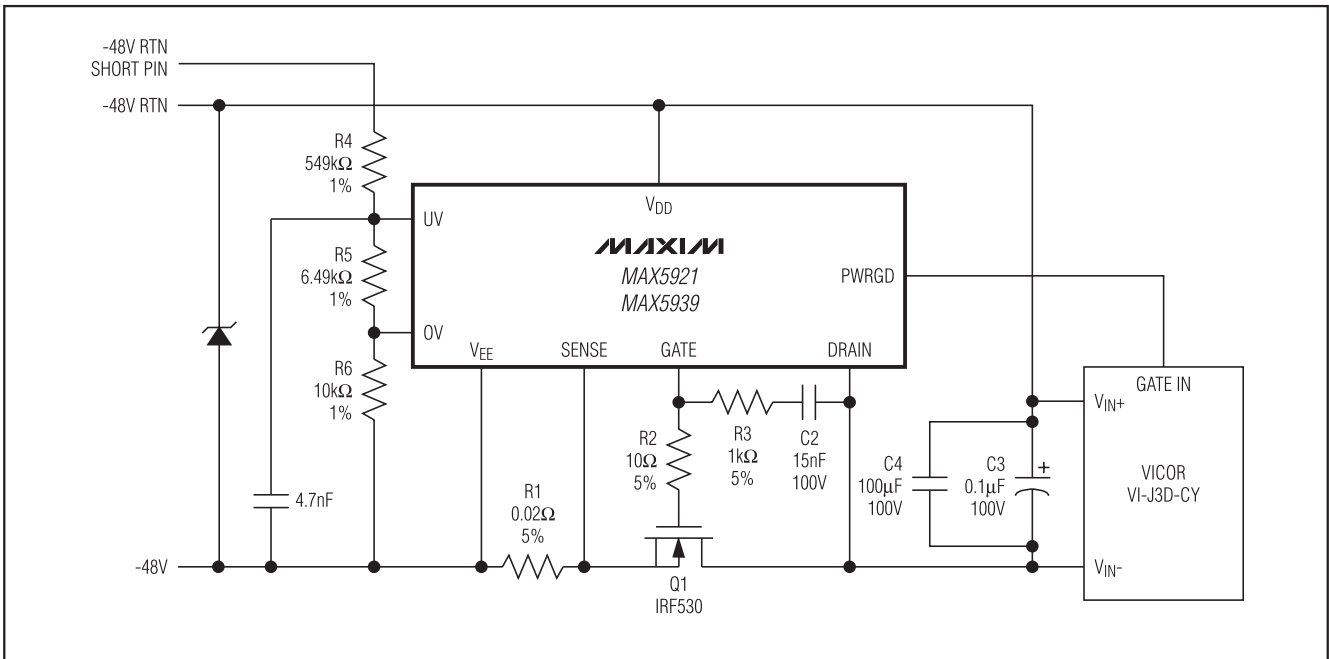 -48V RTN
SHORT PIN
-48V RTN
R4
549kΩ
1%
UV
VDD
MAXIM
MAX5921
MAX5939
PWRGD
R5
6.49kΩ
1%
OV
VEE
SENSE
GATE
DRAIN
R6
10kΩ
1%
4.7nF
-48V
R1
0.02Ω
5%
R2
10Ω
5%
R3
1kΩ
5%
C2
15nF
100V
Q1
IRF530
C4
100μF
100V
C3
0.1μF
100V
+
GATE IN
VIN+
VICOR
VI-J3D-CY
VIN-